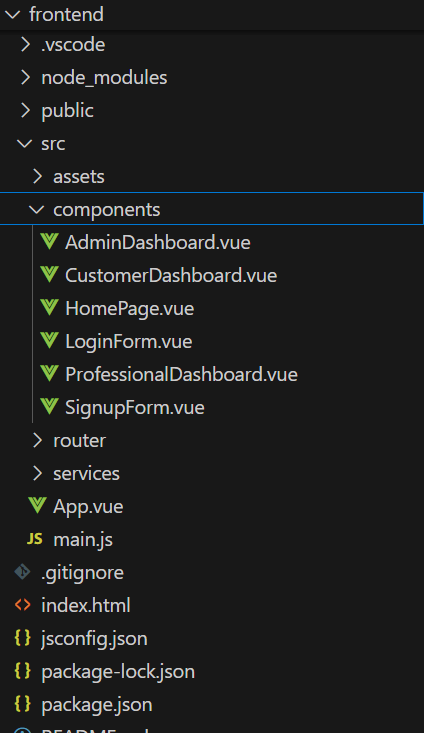 frontend
.vscode
node_modules
public
src
assets
components
AdminDashboard.vue
CustomerDashboard.vue
HomePage.vue
LoginForm.vue
ProfessionalDashboard.vue
SignupForm.vue
router
services
App.vue
JS main.js
.gitignore
<> index.html
{} jsconfig.json
{} package-lock.json
{} package.json